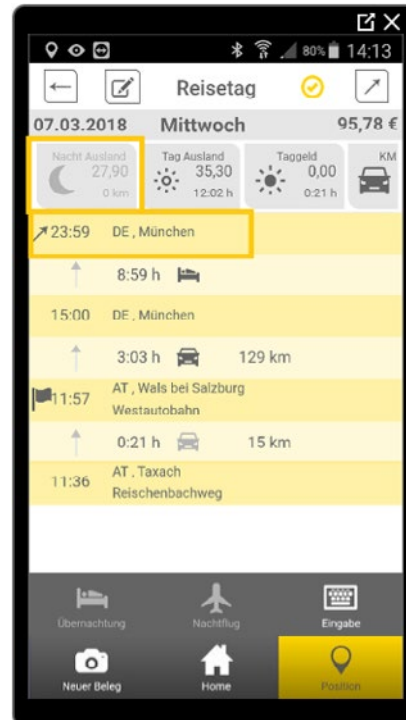 80% 14:13
Reisetag
07.03.2018 Mittwoch 95,78 €
Nacht Ausland
27,90
0 km
Tag Ausland
35,30
12:02 h
Taggeld
0,00
0:21 h
KM
23:59 DE , München
8:59 h
15:00 DE , München
3:03 h 129 km
11:57 AT , Wals bei Salzburg
Westautobahn
0:21 h 15 km
11:36 AT , Taxach
Reischenbachweg
Übernachtung Nachtflug Eingabe
Neuer Beleg Home Position